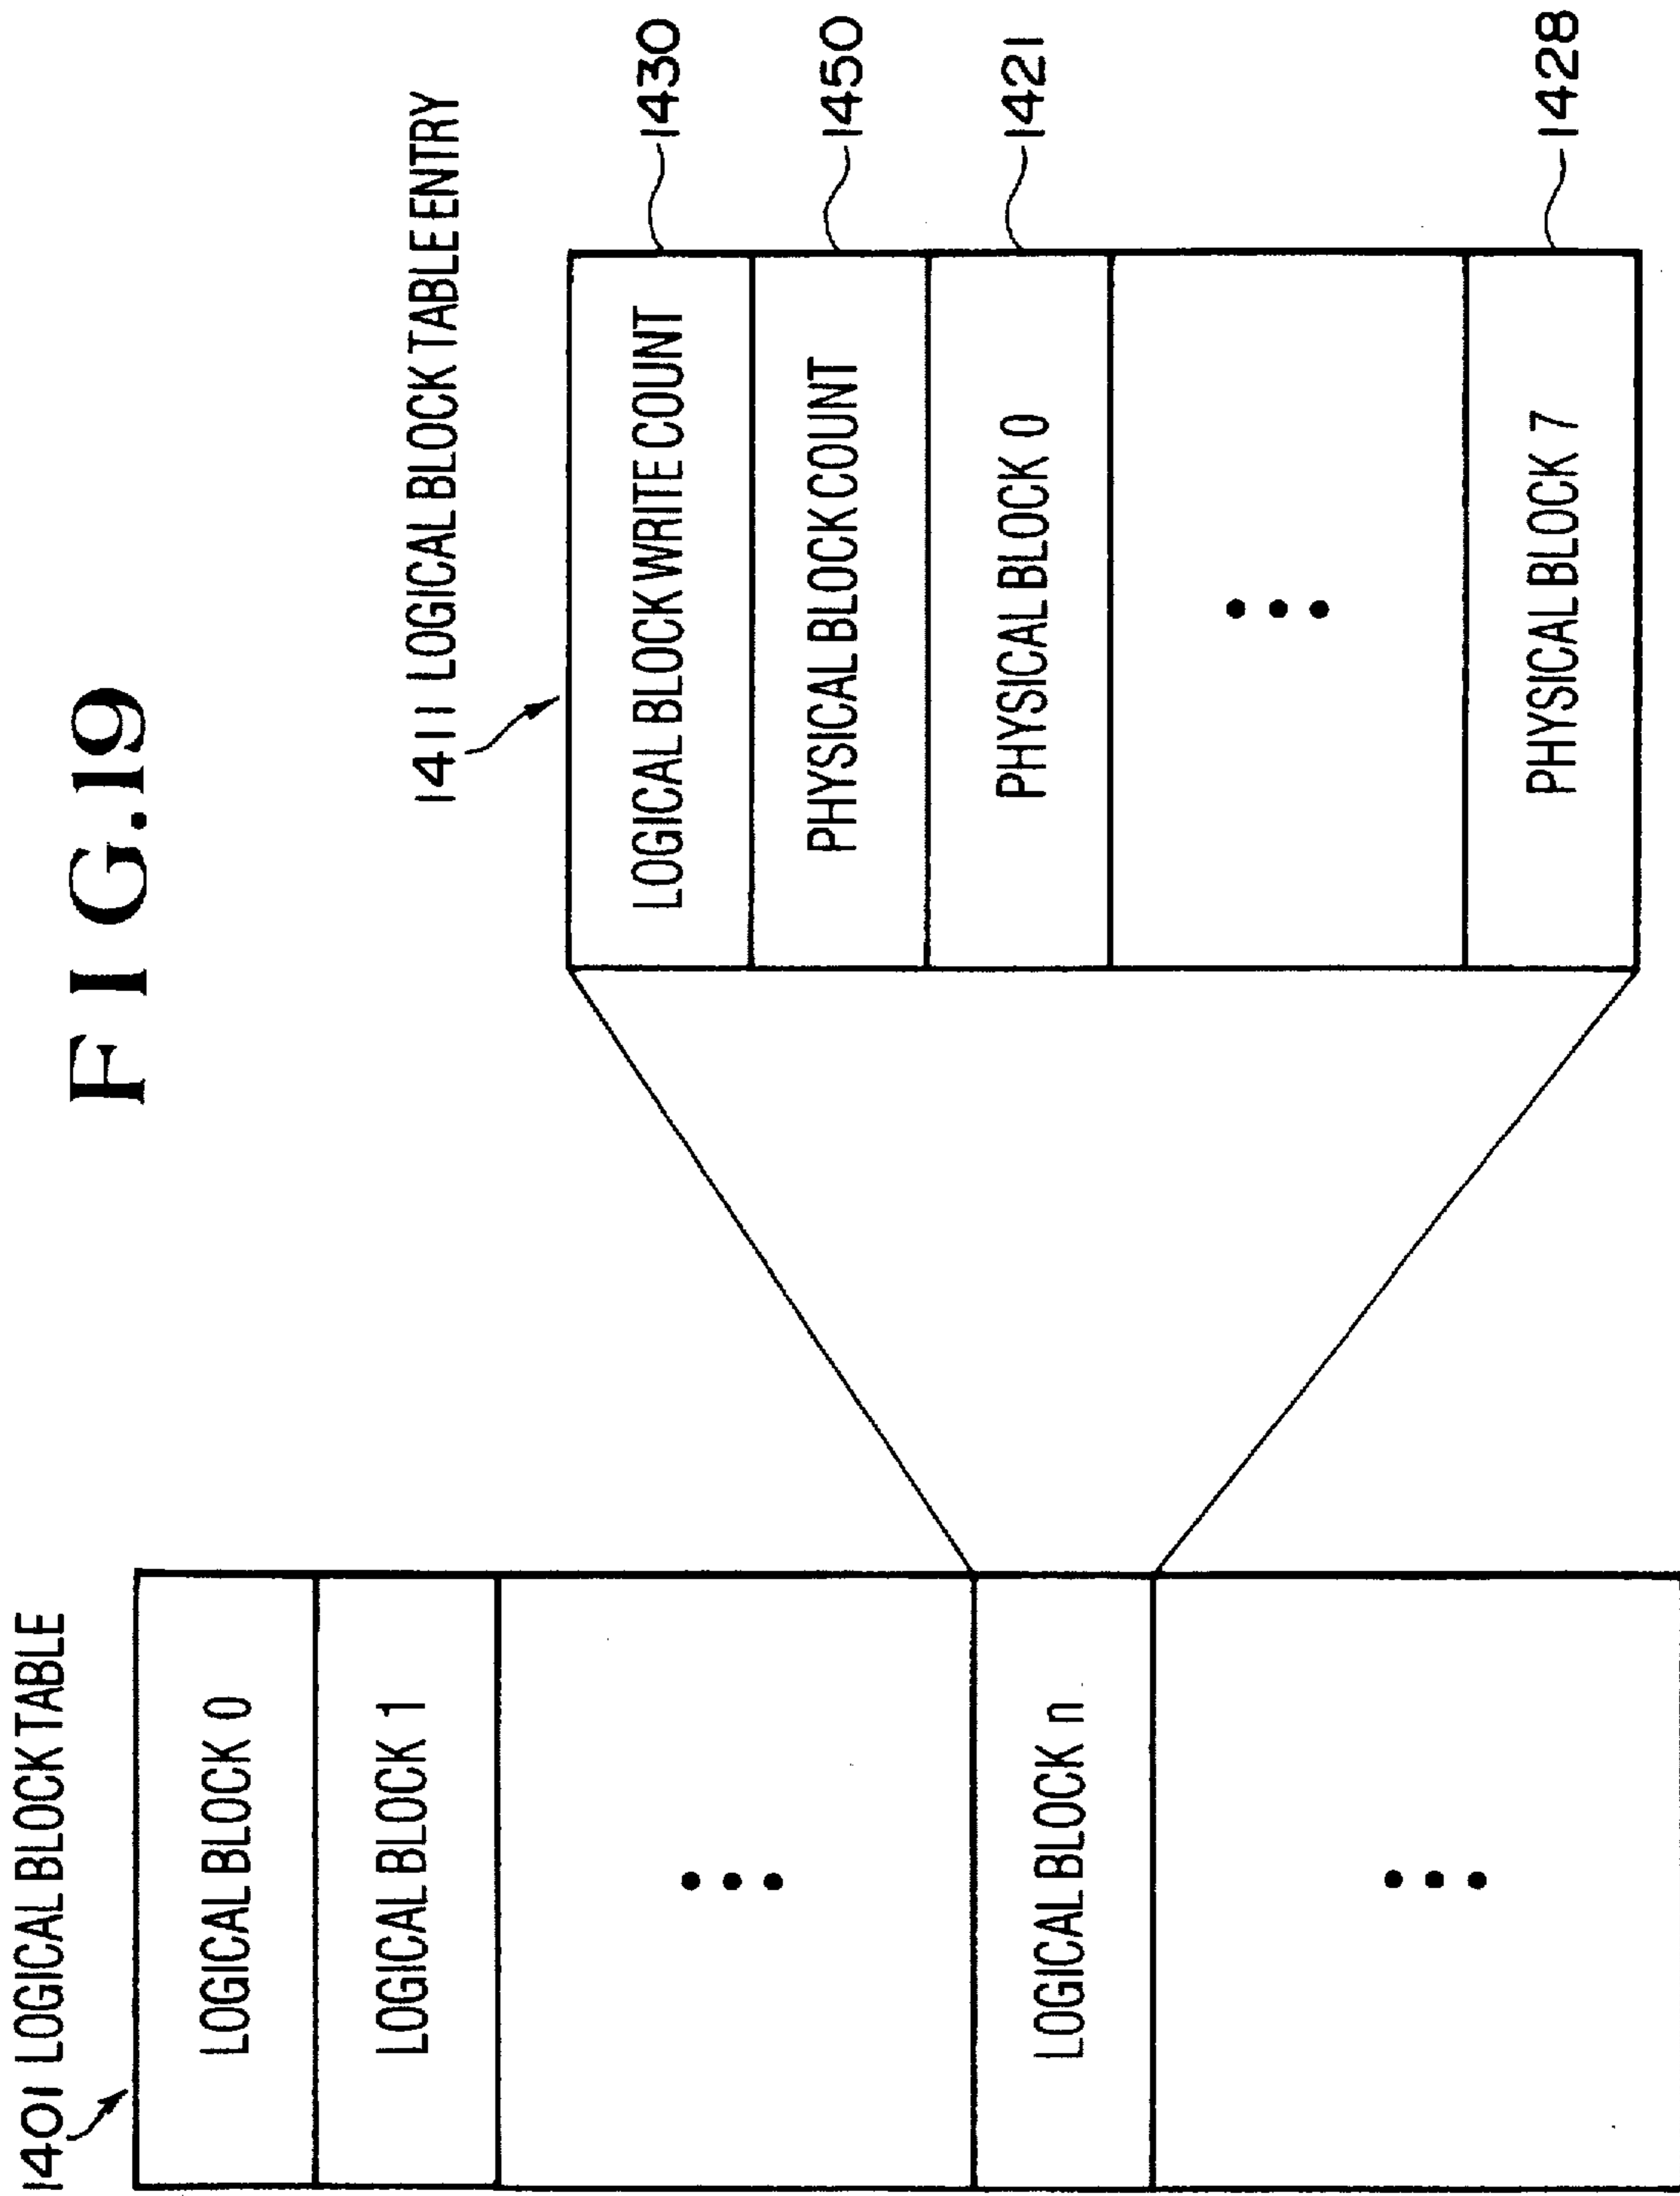 FIG.19
1401 LOGICAL BLOCK TABLE
LOGICAL BLOCK 0
LOGICAL BLOCK 1
•••
LOGICAL BLOCK n
•••
1411 LOGICAL BLOCK TABLE ENTRY
LOGICAL BLOCK WRITE COUNT
1430
PHYSICAL BLOCK COUNT
1450
PHYSICAL BLOCK 0
1421
•••
PHYSICAL BLOCK 7
1428